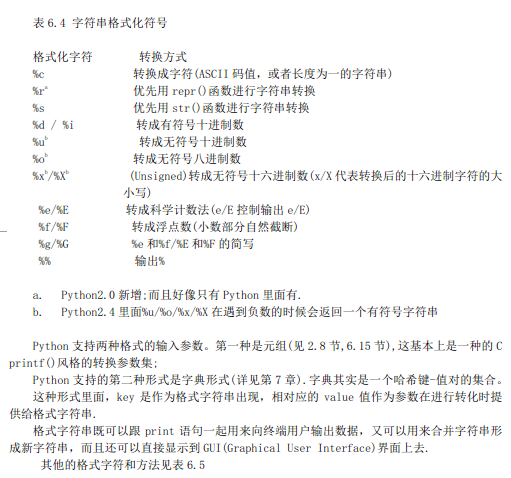 表 6.4 字符串格式化符号
格式化字符 转换方式
%c 转换成字符(ASCII 码值，或者长度为一的字符串)
%rᵃ 优先用 repr()函数进行字符串转换
%s 优先用 str()函数进行字符串转换
%d / %i 转成有符号十进制数
%uᵇ 转成无符号十进制数
%oᵇ 转成无符号八进制数
%xᵇ/%Xᵇ (Unsigned)转成无符号十六进制数(x/X 代表转换后的十六进制字符的大
小写)
%e/%E 转成科学计数法(e/E 控制输出 e/E)
%f/%F 转成浮点数(小数部分自然截断)
%g/%G %e 和%f/%E 和%F 的简写
%% 输出%
a. Python2.0 新增;而且好像只有 Python 里面有.
b. Python2.4 里面%u/%o/%x/%X 在遇到负数的时候会返回一个有符号字符串
Python 支持两种格式的输入参数。第一种是元组(见 2.8 节,6.15 节),这基本上是一种的 C
printf()风格的转换参数集;
Python 支持的第二种形式是字典形式(详见第 7 章).字典其实是一个哈希键-值对的集合。
这种形式里面，key 是作为格式字符串出现，相对应的 value 值作为参数在进行转化时提
供给格式字符串.
格式字符串既可以跟 print 语句一起用来向终端用户输出数据，又可以用来合并字符串形
成新字符串，而且还可以直接显示到 GUI(Graphical User Interface)界面上去.
其他的格式字符和方法见表 6.5